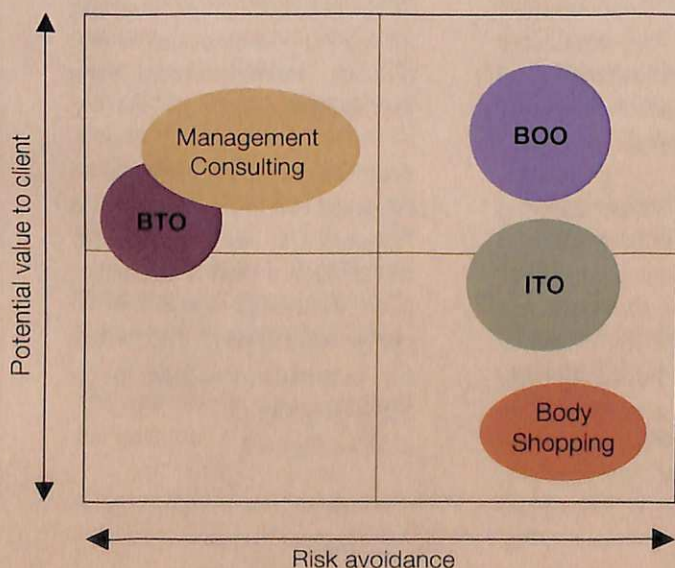 Potential value to client
Management
Consulting
BOO
BTO
ITO
Body
Shopping
Risk avoidance